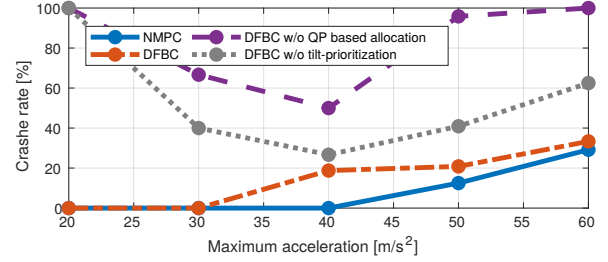 100
80
60
40
20
0
Crashe rate [%]
NMPC
DFBC w/o QP based allocation
DFBC
DFBC w/o tilt-prioritization
20 25 30 35 40 45 50 55 60
Maximum acceleration [m/s²]